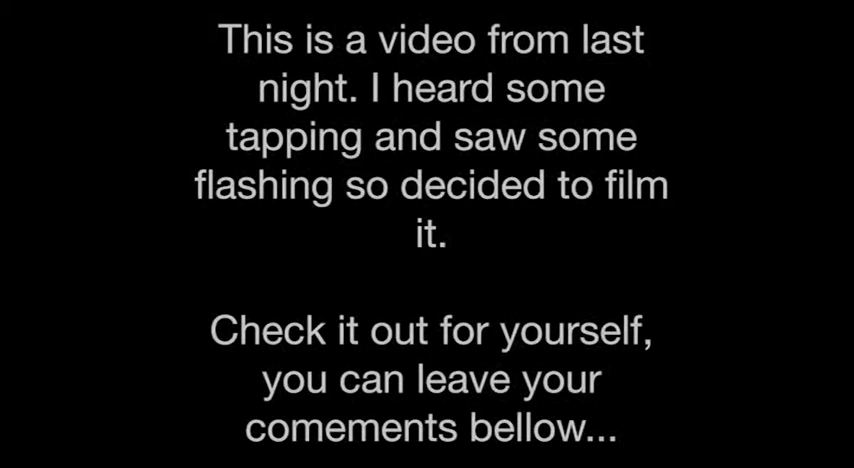 This is a video from last
night. I heard some
tapping and saw some
flashing so decided to film
it.
Check it out for yourself,
you can leave your
comements bellow...